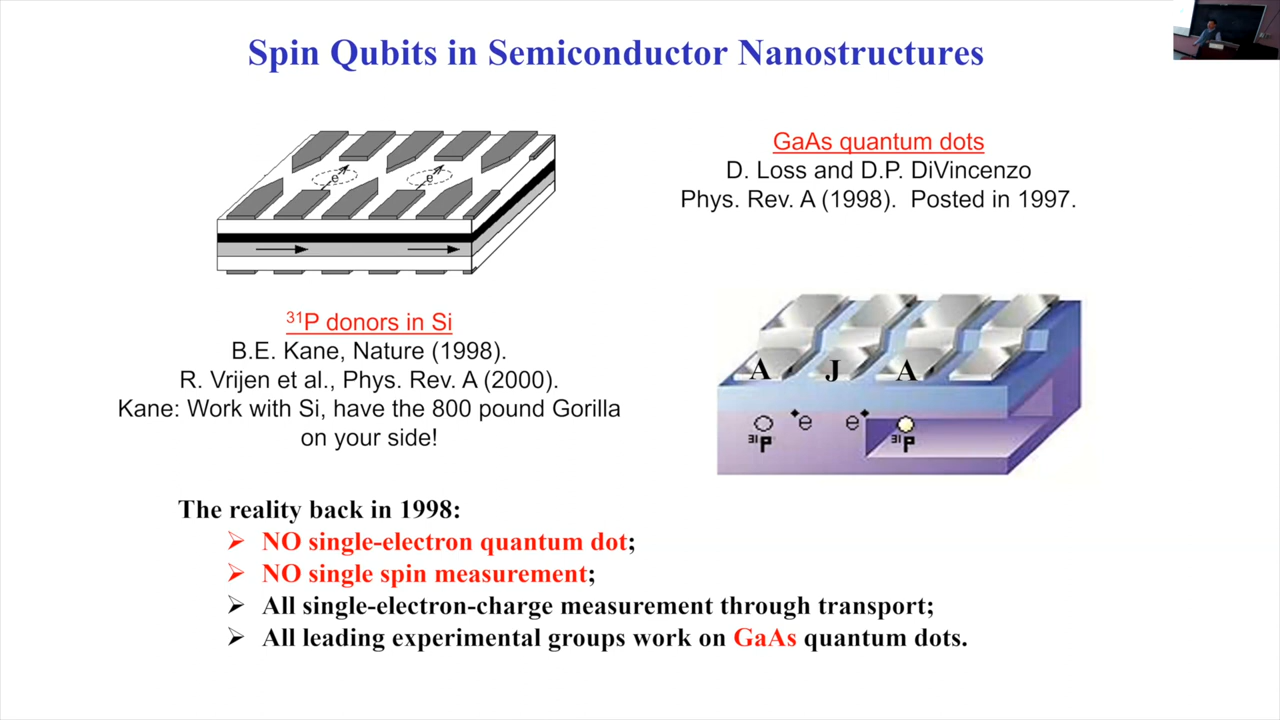 Spin Qubits in Semiconductor Nanostructures
e
e
GaAs quantum dots
D. Loss and D.P. DiVincenzo
Phys. Rev. A (1998). Posted in 1997.
³¹P donors in Si
B.E. Kane, Nature (1998).
R. Vrijen et al., Phys. Rev. A (2000).
Kane: Work with Si, have the 800 pound Gorilla
on your side!
A J A
e e
³¹P ³¹P
The reality back in 1998:
➢ NO single-electron quantum dot;
➢ NO single spin measurement;
➢ All single-electron-charge measurement through transport;
➢ All leading experimental groups work on GaAs quantum dots.